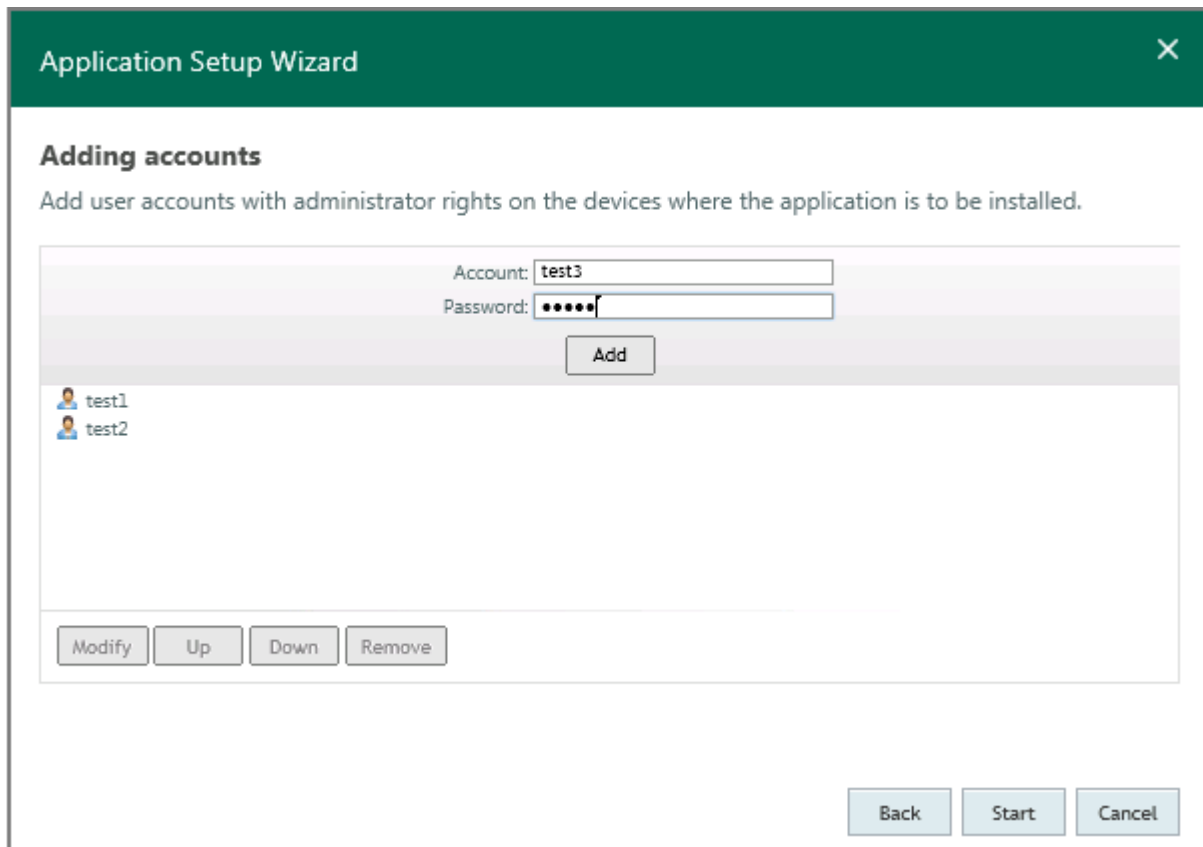 Application Setup Wizard
Adding accounts
Add user accounts with administrator rights on the devices where the application is to be installed.
Account: test3
Password: •••••
Add
test1
test2
Modify Up Down Remove
Back Start Cancel